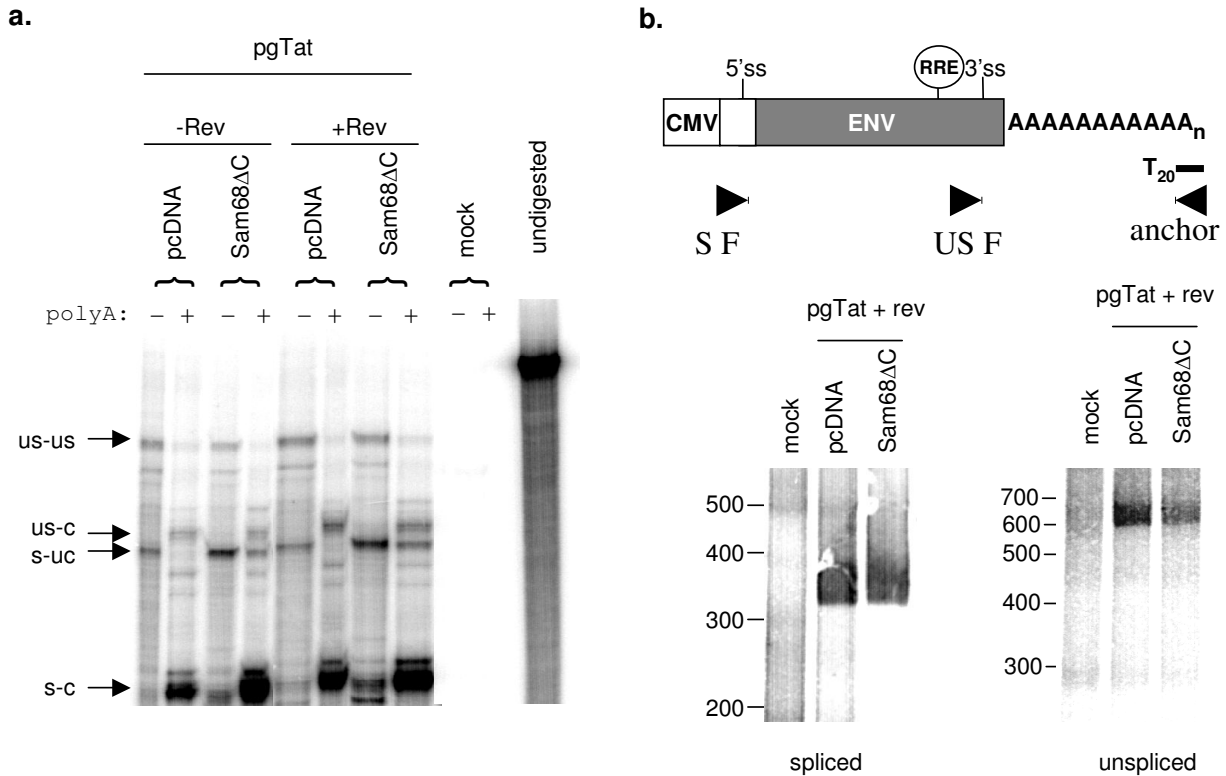 a.
pgTat
-Rev
+Rev
pcDNA
Sam68ΔC
pcDNA
Sam68ΔC
mock
undigested
polyA: − + − + − + − + − +
us-us
us-c
s-uc
s-c
b.
5'ss
RRE
3'ss
CMV
ENV
AAAAAAAAAAAn
T20
S F
US F
anchor
pgTat + rev
mock
pcDNA
Sam68ΔC
500
400
300
200
spliced
pgTat + rev
mock
pcDNA
Sam68ΔC
700
600
500
400
300
unspliced